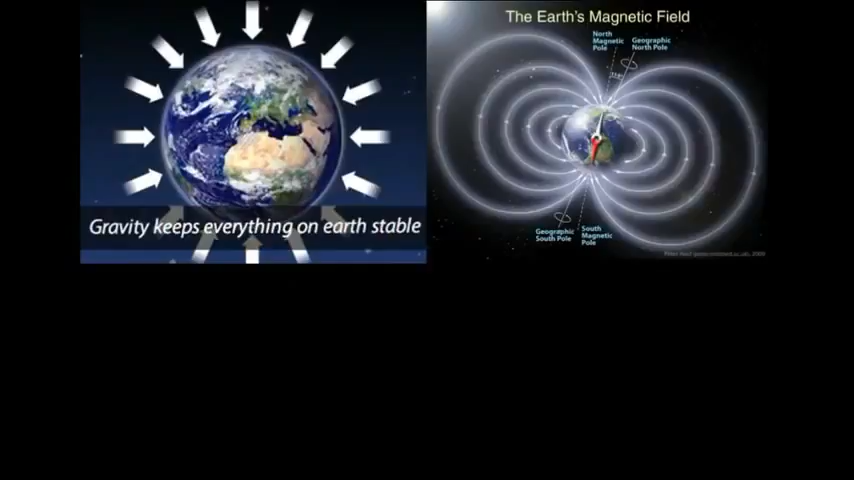 Gravity keeps everything on earth stable
The Earth's Magnetic Field
North
Magnetic
Pole
Geographic
North Pole
Geographic
South Pole
South
Magnetic
Pole